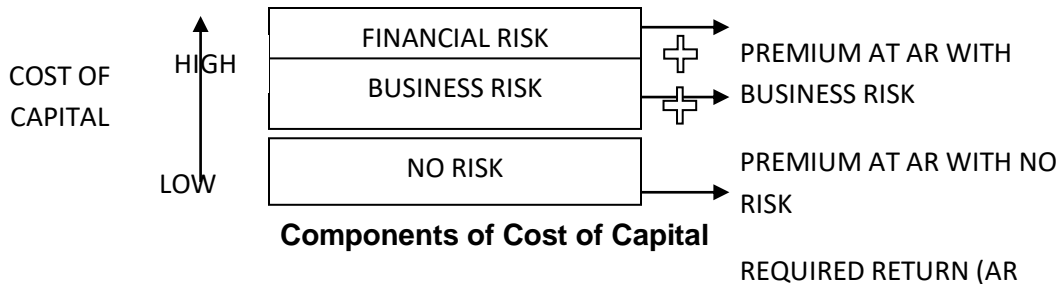 COST OF
CAPITAL
HIGH
LOW
FINANCIAL RISK
BUSINESS RISK
NO RISK
PREMIUM AT AR WITH
BUSINESS RISK
PREMIUM AT AR WITH NO
RISK
REQUIRED RETURN (AR
Components of Cost of Capital